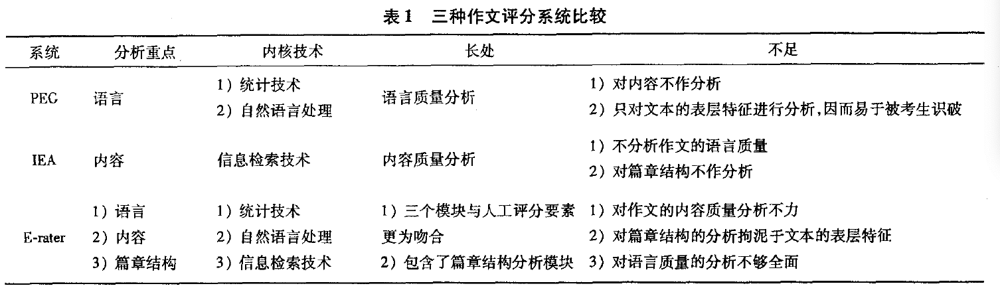 表1 三种作文评分系统比较
系统 分析重点 内核技术 长处 不足
PEG 语言 1) 统计技术 2) 自然语言处理 语言质量分析 1) 对内容不作分析 2) 只对文本的表层特征进行分析,因而易于被考生识破
IEA 内容 信息检索技术 内容质量分析 1) 不分析作文的语言质量 2) 对篇章结构不作分析
E-rater 1) 语言 2) 内容 3) 篇章结构 1) 统计技术 2) 自然语言处理 3) 信息检索技术 1) 三个模块与人工评分要素更为吻合 2) 包含了篇章结构分析模块 1) 对作文的内容质量分析不力 2) 对篇章结构的分析拘泥于文本的表层特征 3) 对语言质量的分析不够全面